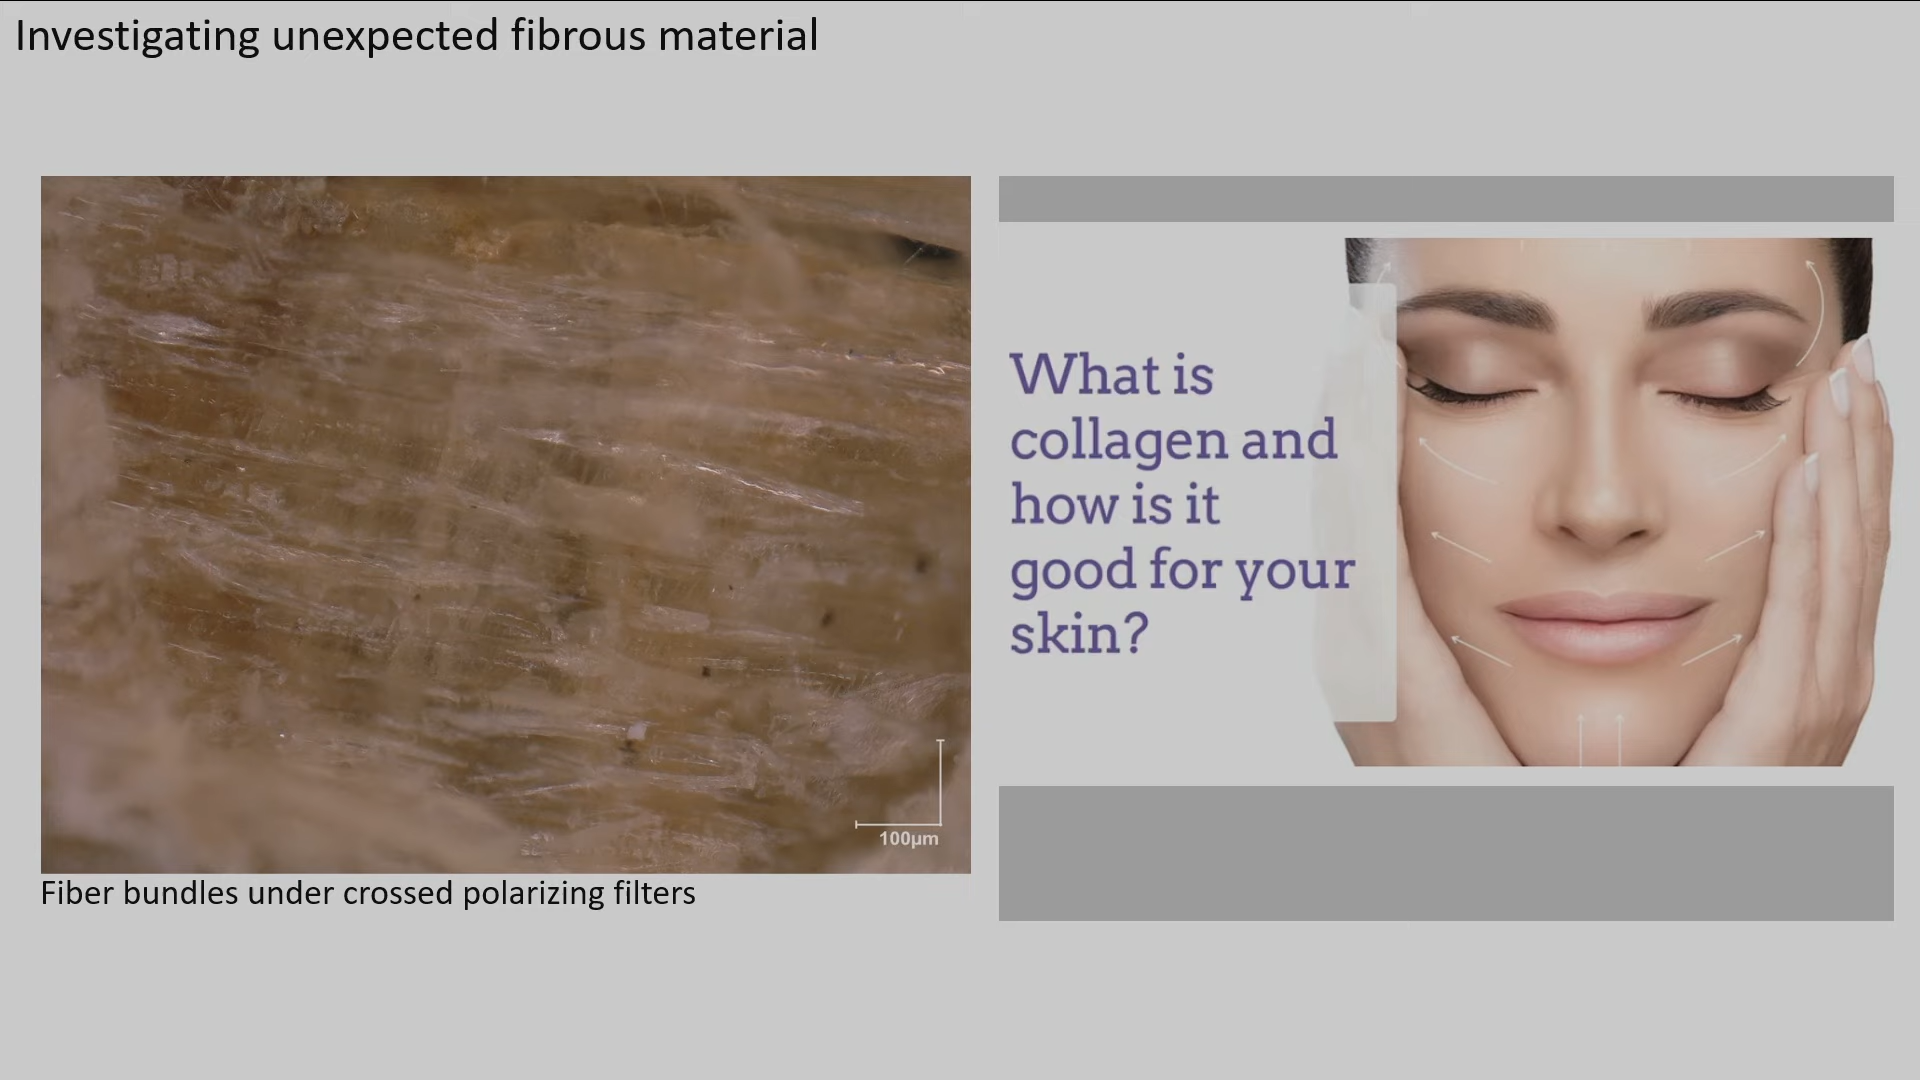 Investigating unexpected fibrous material
100µm
Fiber bundles under crossed polarizing filters
What is
collagen and
how is it
good for your
skin?